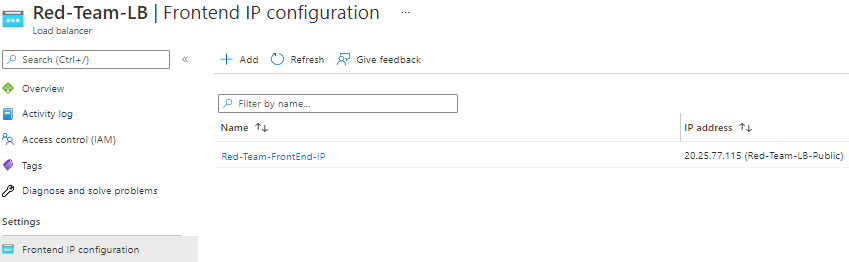 Red-Team-LB | Frontend IP configuration ...
Load balancer
Search (Ctrl+/) «
Overview
Activity log
Access control (IAM)
Tags
Diagnose and solve problems
Settings
Frontend IP configuration
+ Add Refresh Give feedback
Filter by name...
Name ↑↓ IP address ↑↓
Red-Team-FrontEnd-IP 20.25.77.115 (Red-Team-LB-Public)